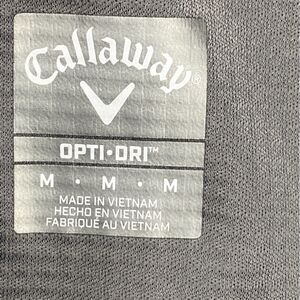 Callaway®
OPTI•DRI™
M • M • M
MADE IN VIETNAM
HECHO EN VIETNAM
FABRIQUÉ AU VIETNAM